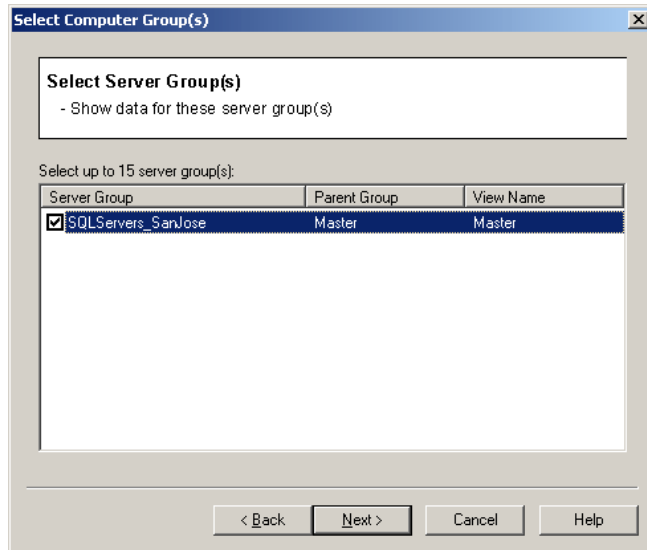 Select Computer Group(s)
Select Server Group(s)
- Show data for these server group(s)
Select up to 15 server group(s):
Server Group Parent Group View Name
SQLServers_SanJose Master Master
< Back Next > Cancel Help